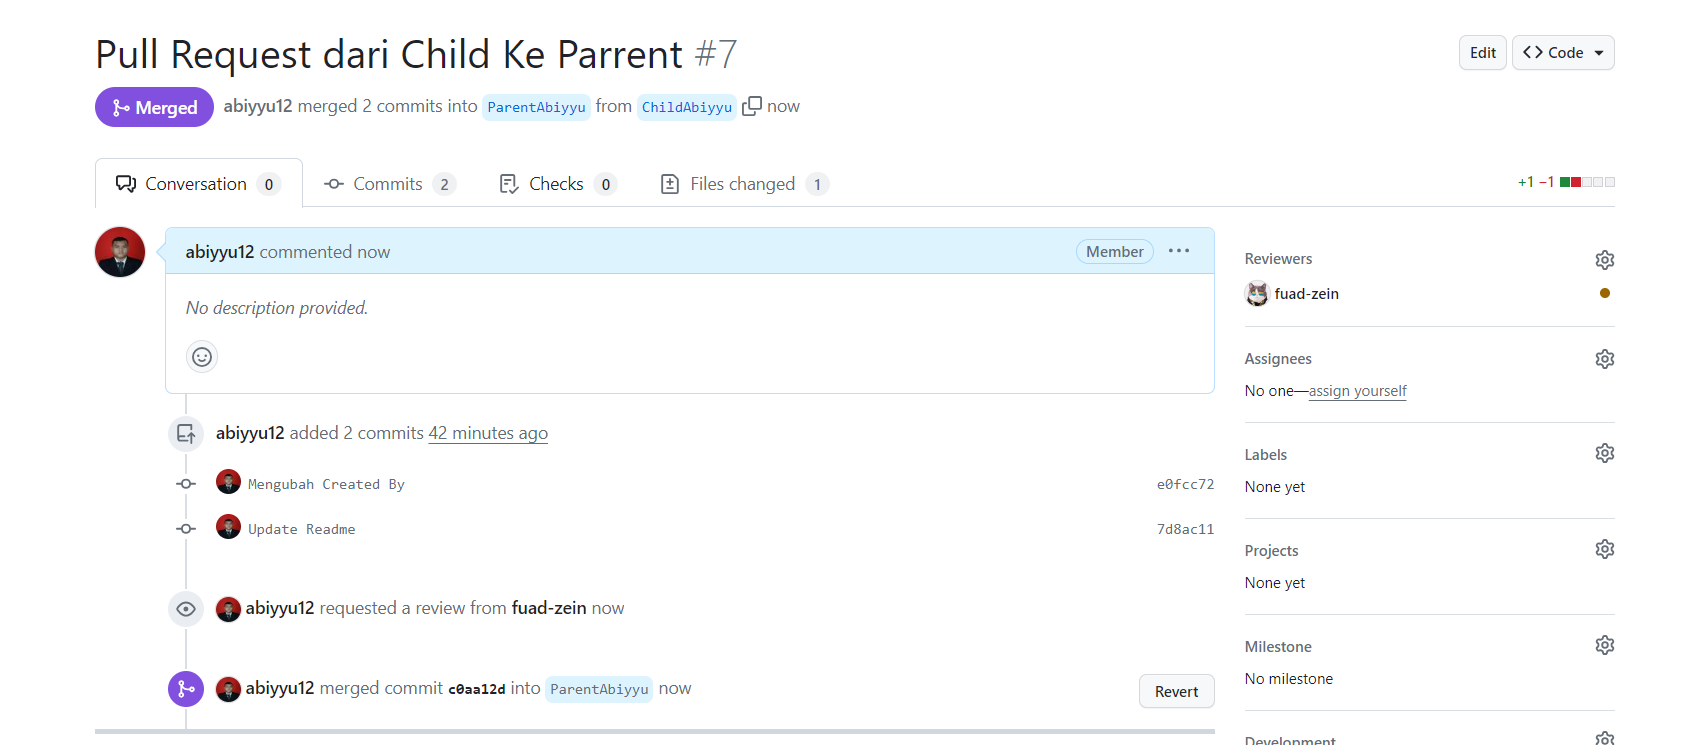 Pull Request dari Child Ke Parrent #7
Edit
Code
Merged
abiyyu12 merged 2 commits into ParentAbiyyu from ChildAbiyyu now
Conversation 0
Commits 2
Checks 0
Files changed 1
+1 −1
abiyyu12 commented now
Member
No description provided.
abiyyu12 added 2 commits 42 minutes ago
Mengubah Created By e0fcc72
Update Readme 7d8ac11
abiyyu12 requested a review from fuad-zein now
abiyyu12 merged commit c0aa12d into ParentAbiyyu now
Revert
Reviewers
fuad-zein
Assignees
No one—assign yourself
Labels
None yet
Projects
None yet
Milestone
No milestone
Development